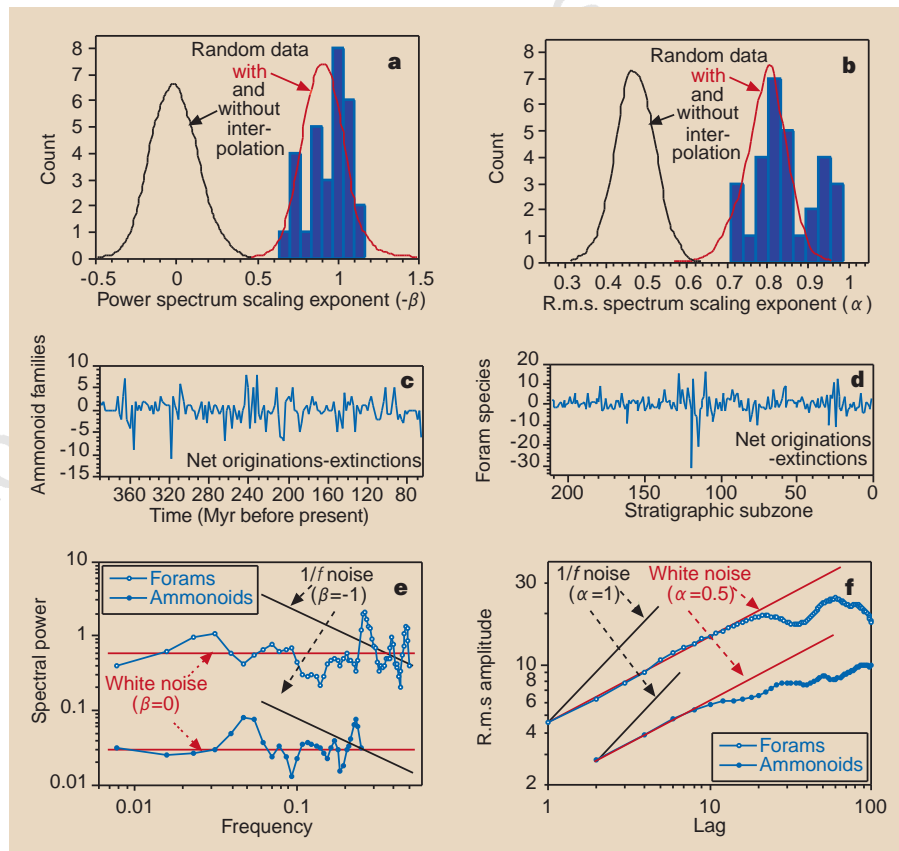 a
Random data
with
and
without
inter-
polation
Count
8
7
6
5
4
3
2
1
0
-0.5
0
0.5
1
1.5
Power spectrum scaling exponent (-β)
b
Random data
with
and
without
inter-
polation
Count
8
7
6
5
4
3
2
1
0
0.3
0.4
0.5
0.6
0.7
0.8
0.9
1
R.m.s. spectrum scaling exponent (α)
c
Ammonoid families
10
5
0
-5
-10
-15
Net originations-extinctions
360
320
280
240
200
160
120
80
Time (Myr before present)
d
Foram species
20
10
0
-10
-20
-30
Net originations
-extinctions
200
150
100
50
0
Stratigraphic subzone
e
Forams
Ammonoids
1/f noise
(β=-1)
White noise
(β=0)
Spectral power
10
1
0.1
0.01
0.01
0.1
Frequency
f
1/f noise
(α=1)
White noise
(α=0.5)
R.m.s. amplitude
30
10
8
6
4
2
Forams
Ammonoids
1
10
100
Lag